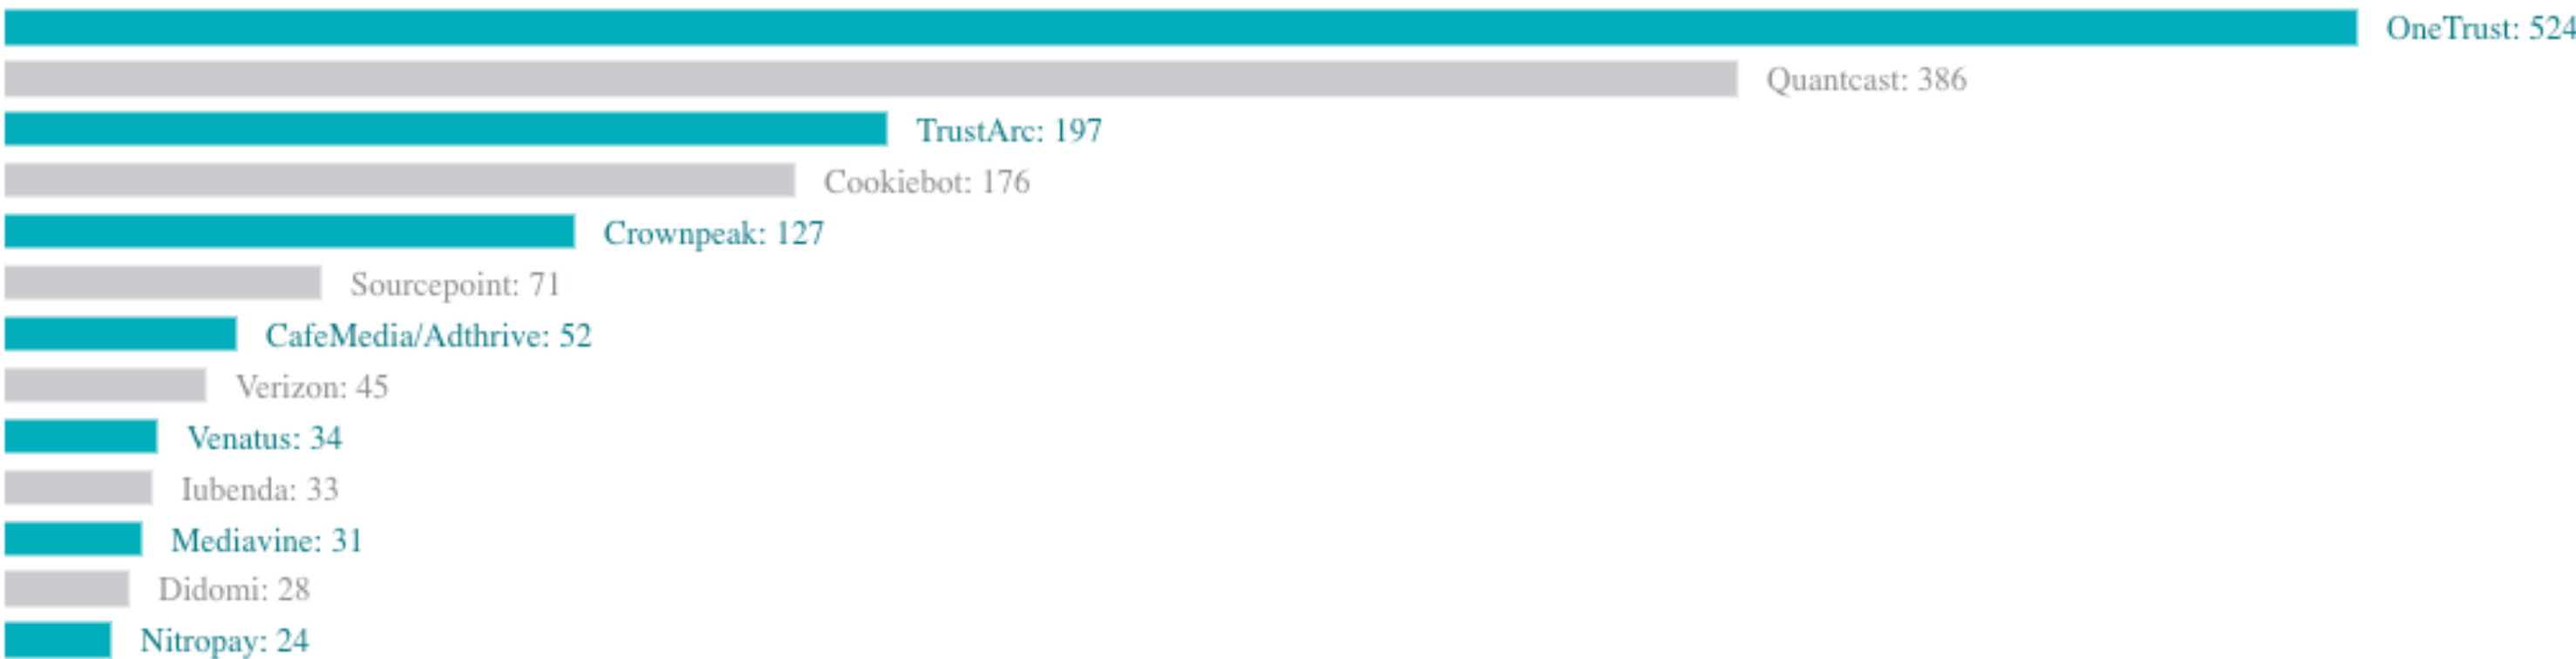 OneTrust: 524
Quantcast: 386
TrustArc: 197
Cookiebot: 176
Crownpeak: 127
Sourcepoint: 71
CafeMedia/Adthrive: 52
Verizon: 45
Venatus: 34
Iubenda: 33
Mediavine: 31
Didomi: 28
Nitropay: 24